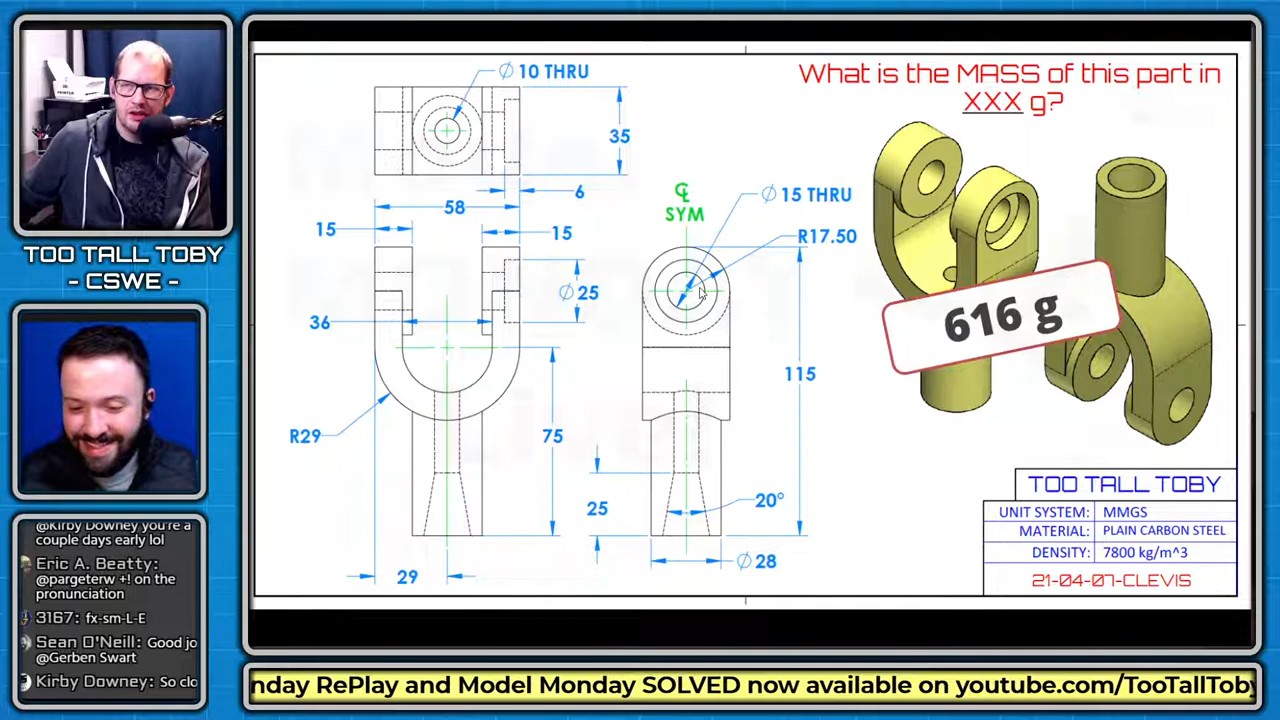 TOO TALL TOBY
- CSWE -
@Kirby Downey you're a
couple days early lol
Eric A. Beatty:
@pargeterw +! on the
pronunciation
3167: fx-sm-L-E
Sean O'Neill: Good jo
@Gerben Swart
Kirby Downey: So clo
What is the MASS of this part in
XXX g?
616 g
Ø 10 THRU
35
6
58
15
15
Ø 25
36
R29
75
29
℄
SYM
Ø 15 THRU
R17.50
115
25
20°
Ø 28
TOO TALL TOBY
UNIT SYSTEM: MMGS
MATERIAL: PLAIN CARBON STEEL
DENSITY: 7800 kg/m^3
21-04-07-CLEVIS
nday RePlay and Model Monday SOLVED now available on youtube.com/TooTallToby